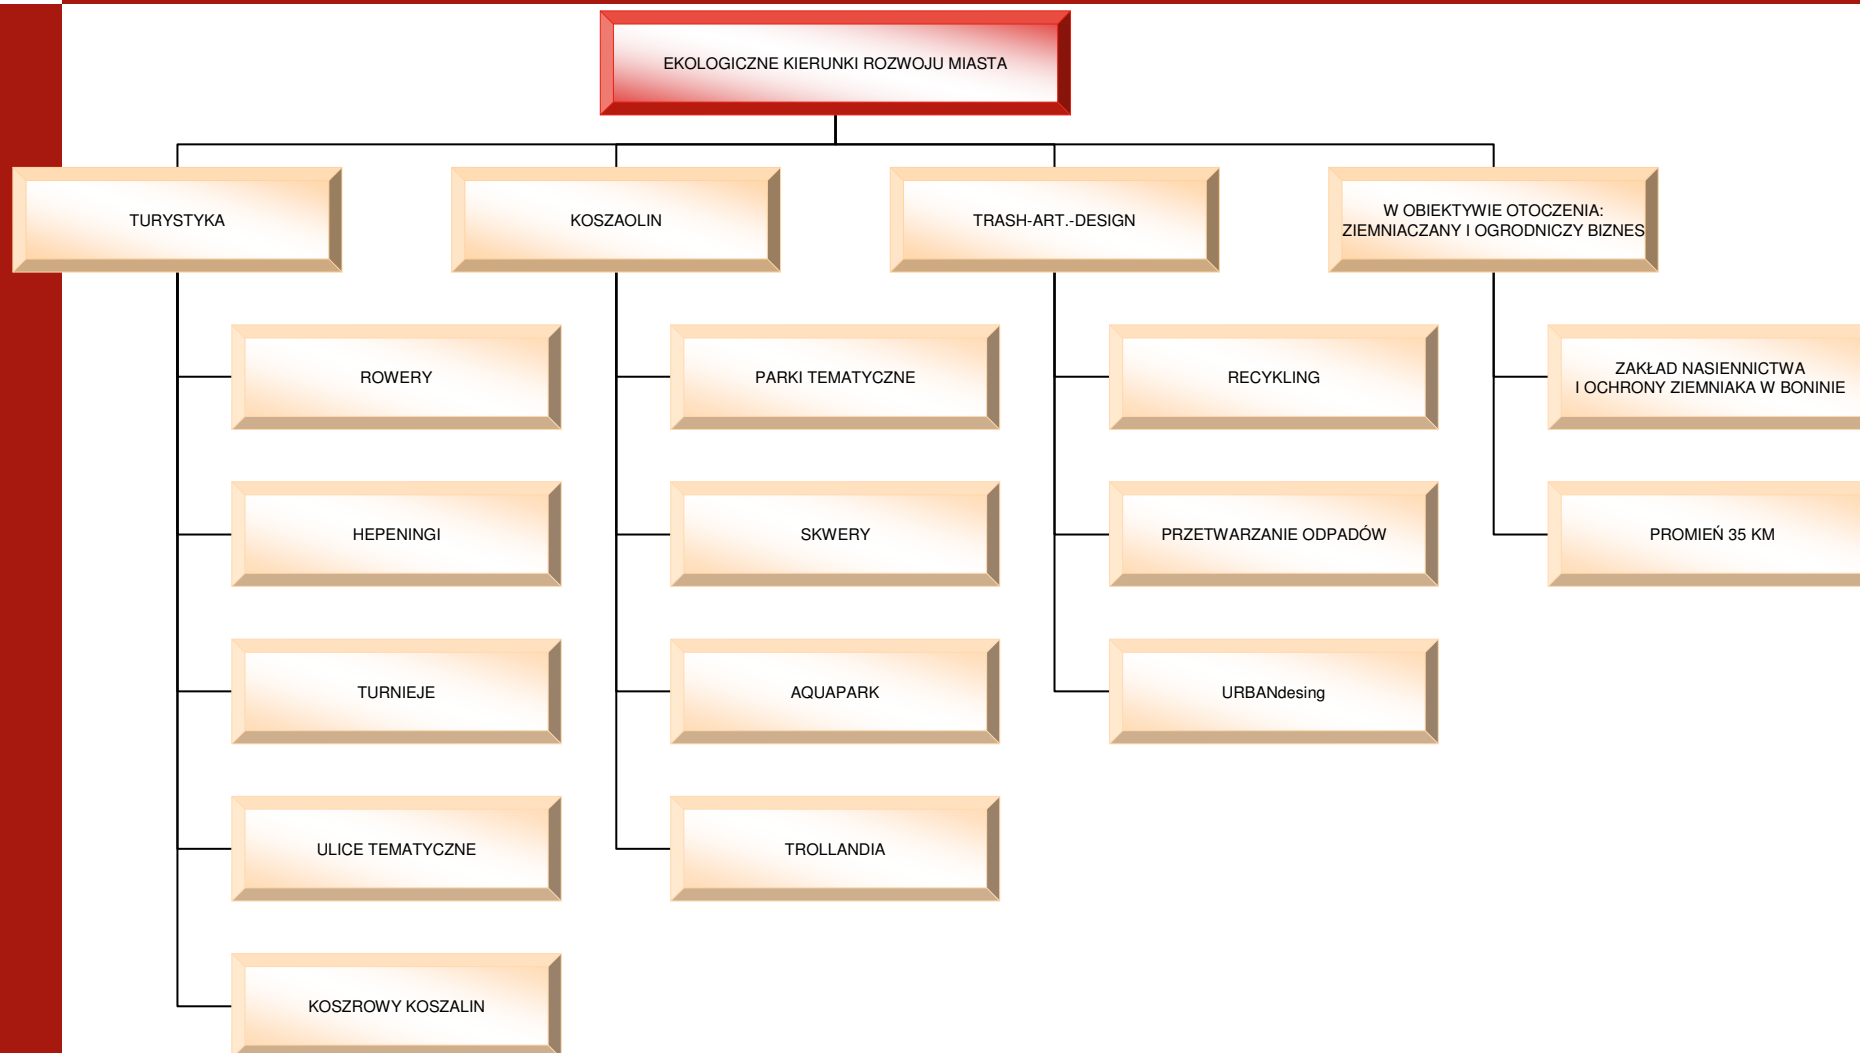 EKOLOGICZNE KIERUNKI ROZWOJU MIASTA
TURYSTYKA
KOSZAOLIN
TRASH-ART.-DESIGN
W OBIEKTYWIE OTOCZENIA:
ZIEMNIACZANY I OGRODNICZY BIZNES
ROWERY
PARKI TEMATYCZNE
RECYKLING
ZAKŁAD NASIENNICTWA
I OCHRONY ZIEMNIAKA W BONINIE
HEPENINGI
SKWERY
PRZETWARZANIE ODPADÓW
PROMIEŃ 35 KM
TURNIEJE
AQUAPARK
URBANdesing
ULICE TEMATYCZNE
TROLLANDIA
KOSZROWY KOSZALIN